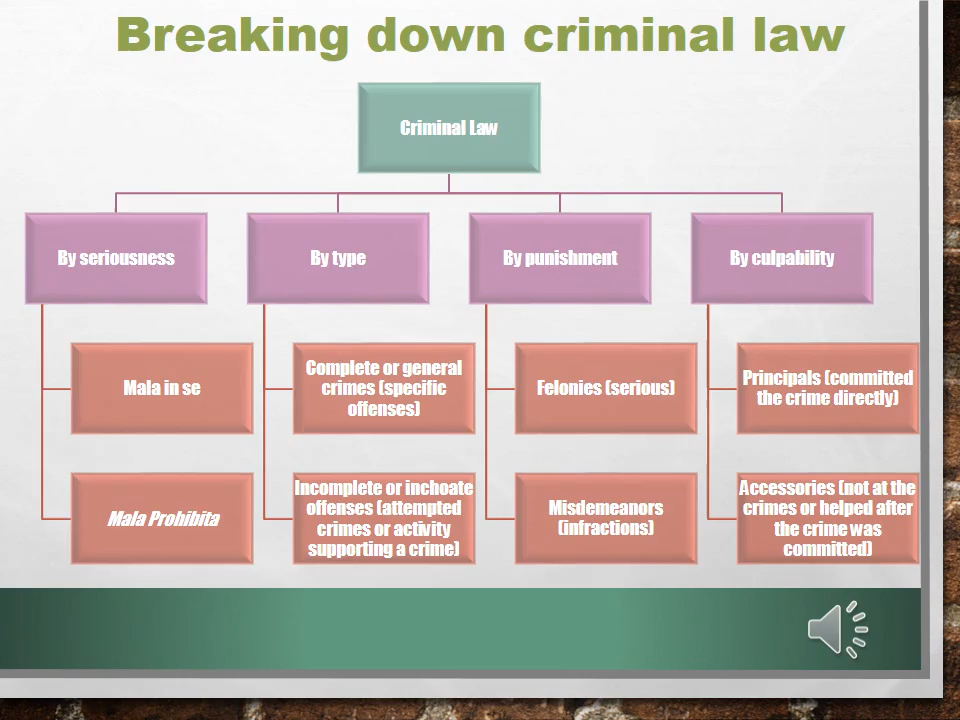 Breaking down criminal law
Criminal Law
By seriousness
By type
By punishment
By culpability
Mala in se
Complete or general
crimes (specific
offenses)
Felonies (serious)
Principals (committed
the crime directly)
Mala Prohibita
Incomplete or inchoate
offenses (attempted
crimes or activity
supporting a crime)
Misdemeanors
(infractions)
Accessories (not at the
crimes or helped after
the crime was
committed)